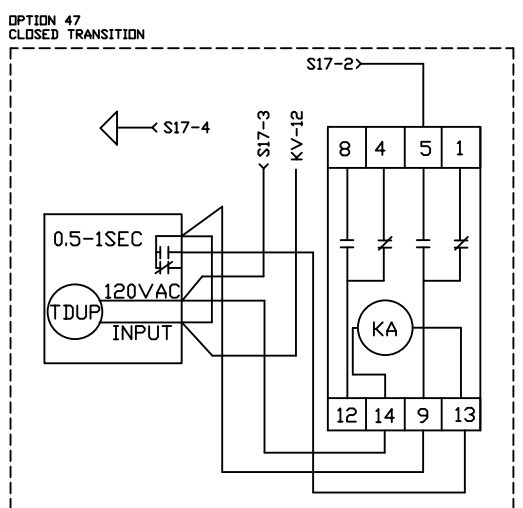 OPTION 47
CLOSED TRANSITION
S17-2
S17-4
S17-3
KV-12
8 4 5 1
0.5-1SEC
120VAC
TDUP
INPUT
KA
12 14 9 13